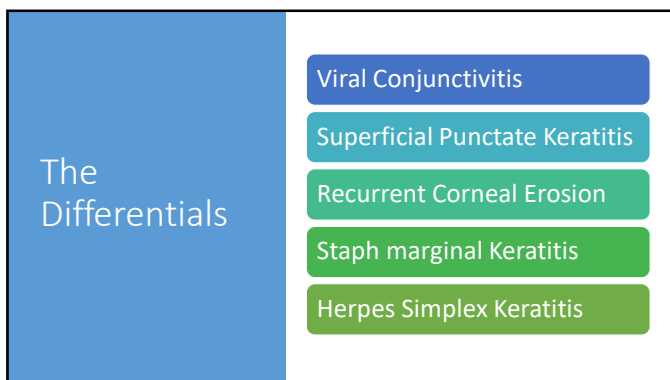 The
Differentials
Viral Conjunctivitis
Superficial Punctate Keratitis
Recurrent Corneal Erosion
Staph marginal Keratitis
Herpes Simplex Keratitis